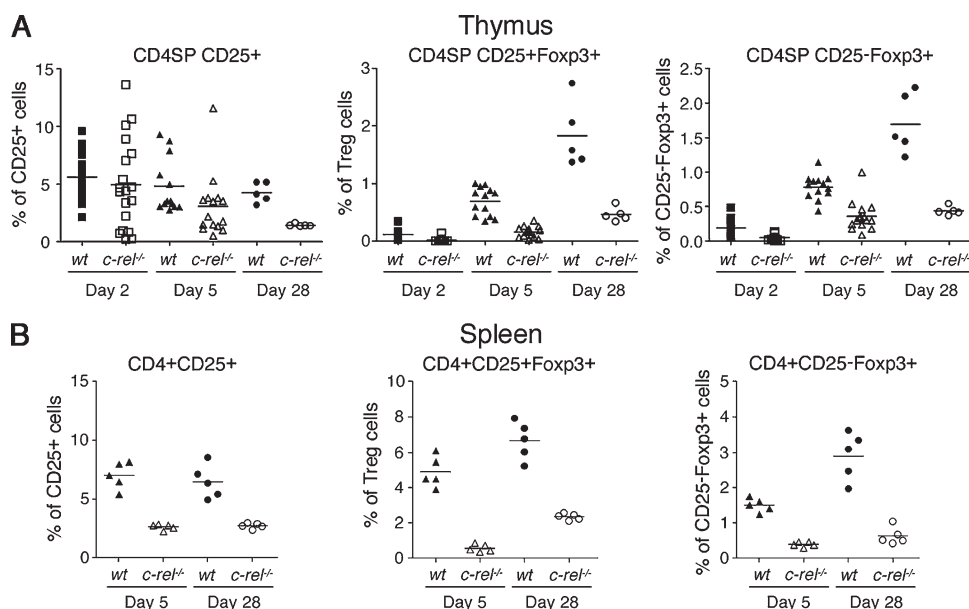 A
Thymus
CD4SP CD25+
CD4SP CD25+Foxp3+
CD4SP CD25-Foxp3+
% of CD25+ cells
15
10
5
0
wt c-rel-/- wt c-rel-/- wt c-rel-/-
Day 2 Day 5 Day 28
% of Treg cells
3
2
1
0
wt c-rel-/- wt c-rel-/- wt c-rel-/-
Day 2 Day 5 Day 28
% of CD25-Foxp3+ cells
2.5
2.0
1.5
1.0
0.5
0.0
wt c-rel-/- wt c-rel-/- wt c-rel-/-
Day 2 Day 5 Day 28
B
Spleen
CD4+CD25+
CD4+CD25+Foxp3+
CD4+CD25-Foxp3+
% of CD25+ cells
15
10
5
0
wt c-rel-/- wt c-rel-/-
Day 5 Day 28
% of Treg cells
10
8
6
4
2
0
wt c-rel-/- wt c-rel-/-
Day 5 Day 28
% of CD25-Foxp3+ cells
5
4
3
2
1
0
wt c-rel-/- wt c-rel-/-
Day 5 Day 28